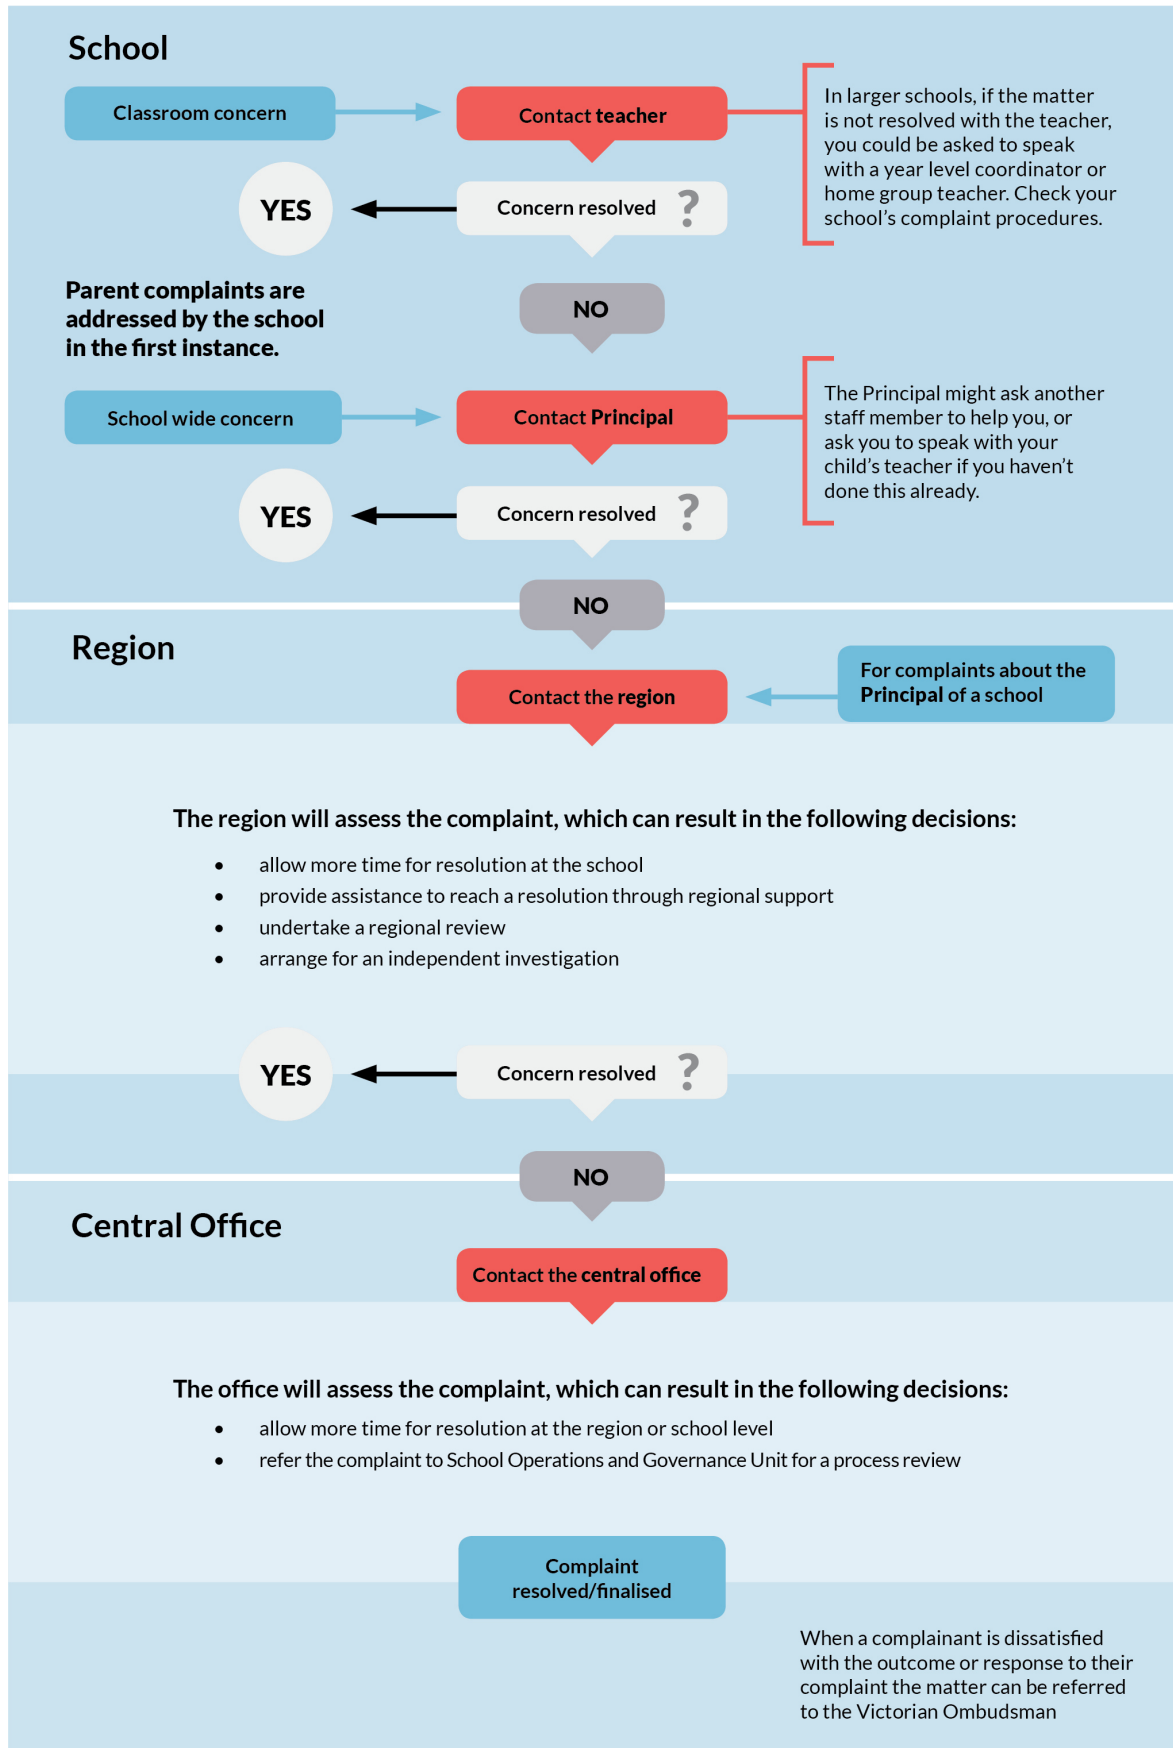 School
Classroom concern
Contact teacher
In larger schools, if the matter
is not resolved with the teacher,
you could be asked to speak
with a year level coordinator or
home group teacher. Check your
school’s complaint procedures.
YES
Concern resolved ?
Parent complaints are
addressed by the school
in the first instance.
NO
School wide concern
Contact Principal
The Principal might ask another
staff member to help you, or
ask you to speak with your
child’s teacher if you haven’t
done this already.
YES
Concern resolved ?
NO
Region
Contact the region
For complaints about the
Principal of a school
The region will assess the complaint, which can result in the following decisions:
• allow more time for resolution at the school
• provide assistance to reach a resolution through regional support
• undertake a regional review
• arrange for an independent investigation
YES
Concern resolved ?
NO
Central Office
Contact the central office
The office will assess the complaint, which can result in the following decisions:
• allow more time for resolution at the region or school level
• refer the complaint to School Operations and Governance Unit for a process review
Complaint
resolved/finalised
When a complainant is dissatisfied
with the outcome or response to their
complaint the matter can be referred
to the Victorian Ombudsman